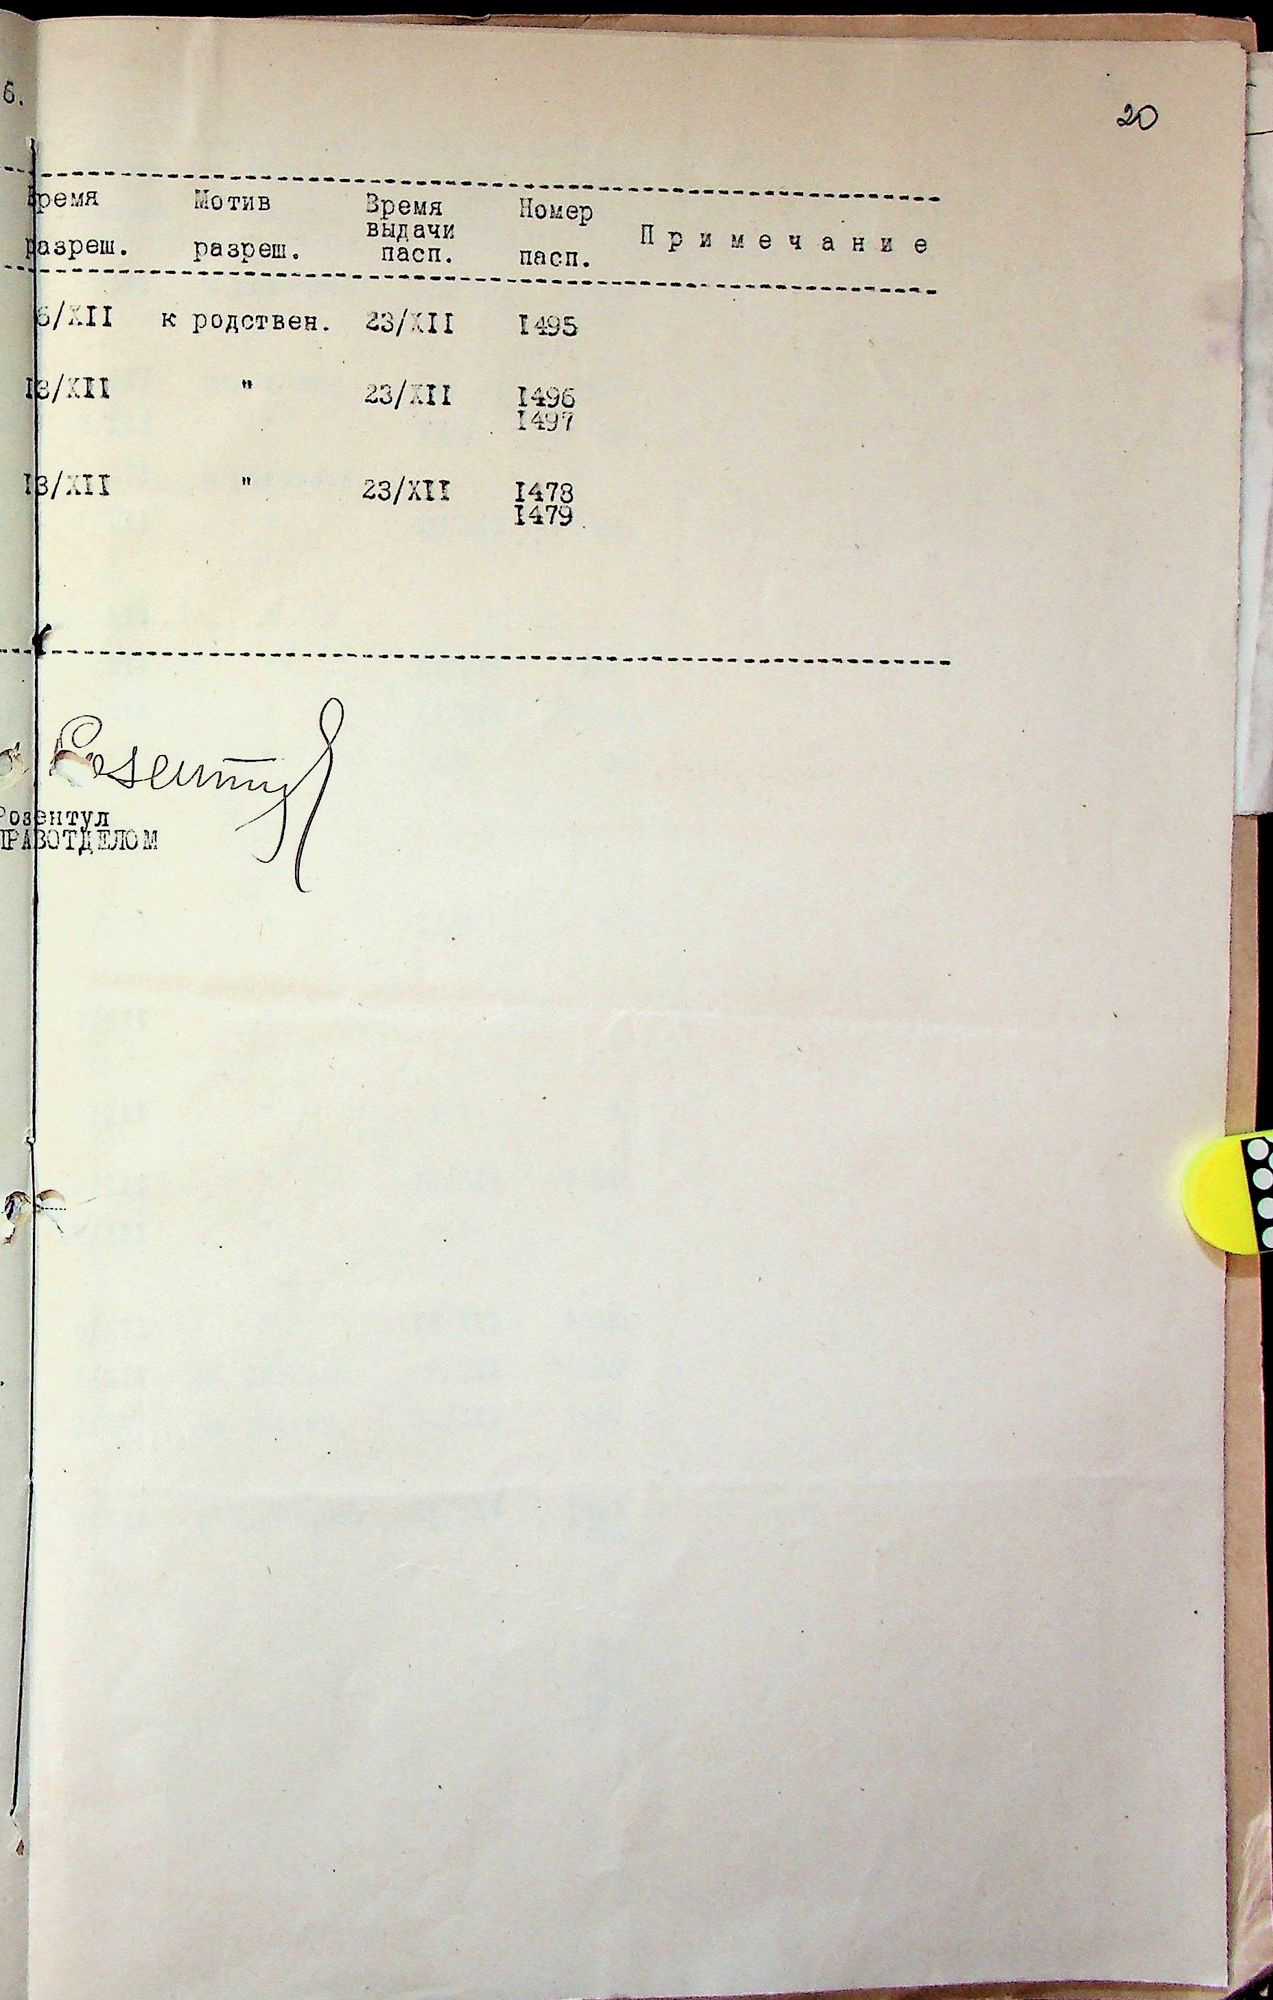 6.
20
Время Мотив Время Номер
выдачи
Примечание
разреш. разреш. пасп. пасп.
6/XII к родствен. 23/XII 1495
13/XII " 23/XII 1496
1497
13/XII " 23/XII 1478
1479
Розентул
Розентул
ПРАВОТДЕЛОМ